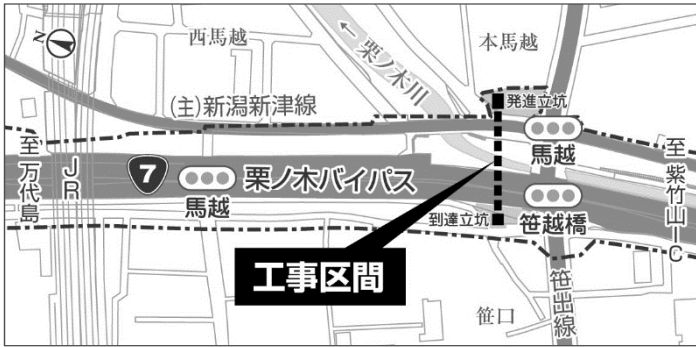 N
西馬越
←栗ノ木川
本馬越
(主)新潟新津線
発進立坑
馬越
至万代島
JR
7
馬越
栗ノ木バイパス
至紫竹山IC
到達立坑
笹越橋
工事区間
笹口
笹出線